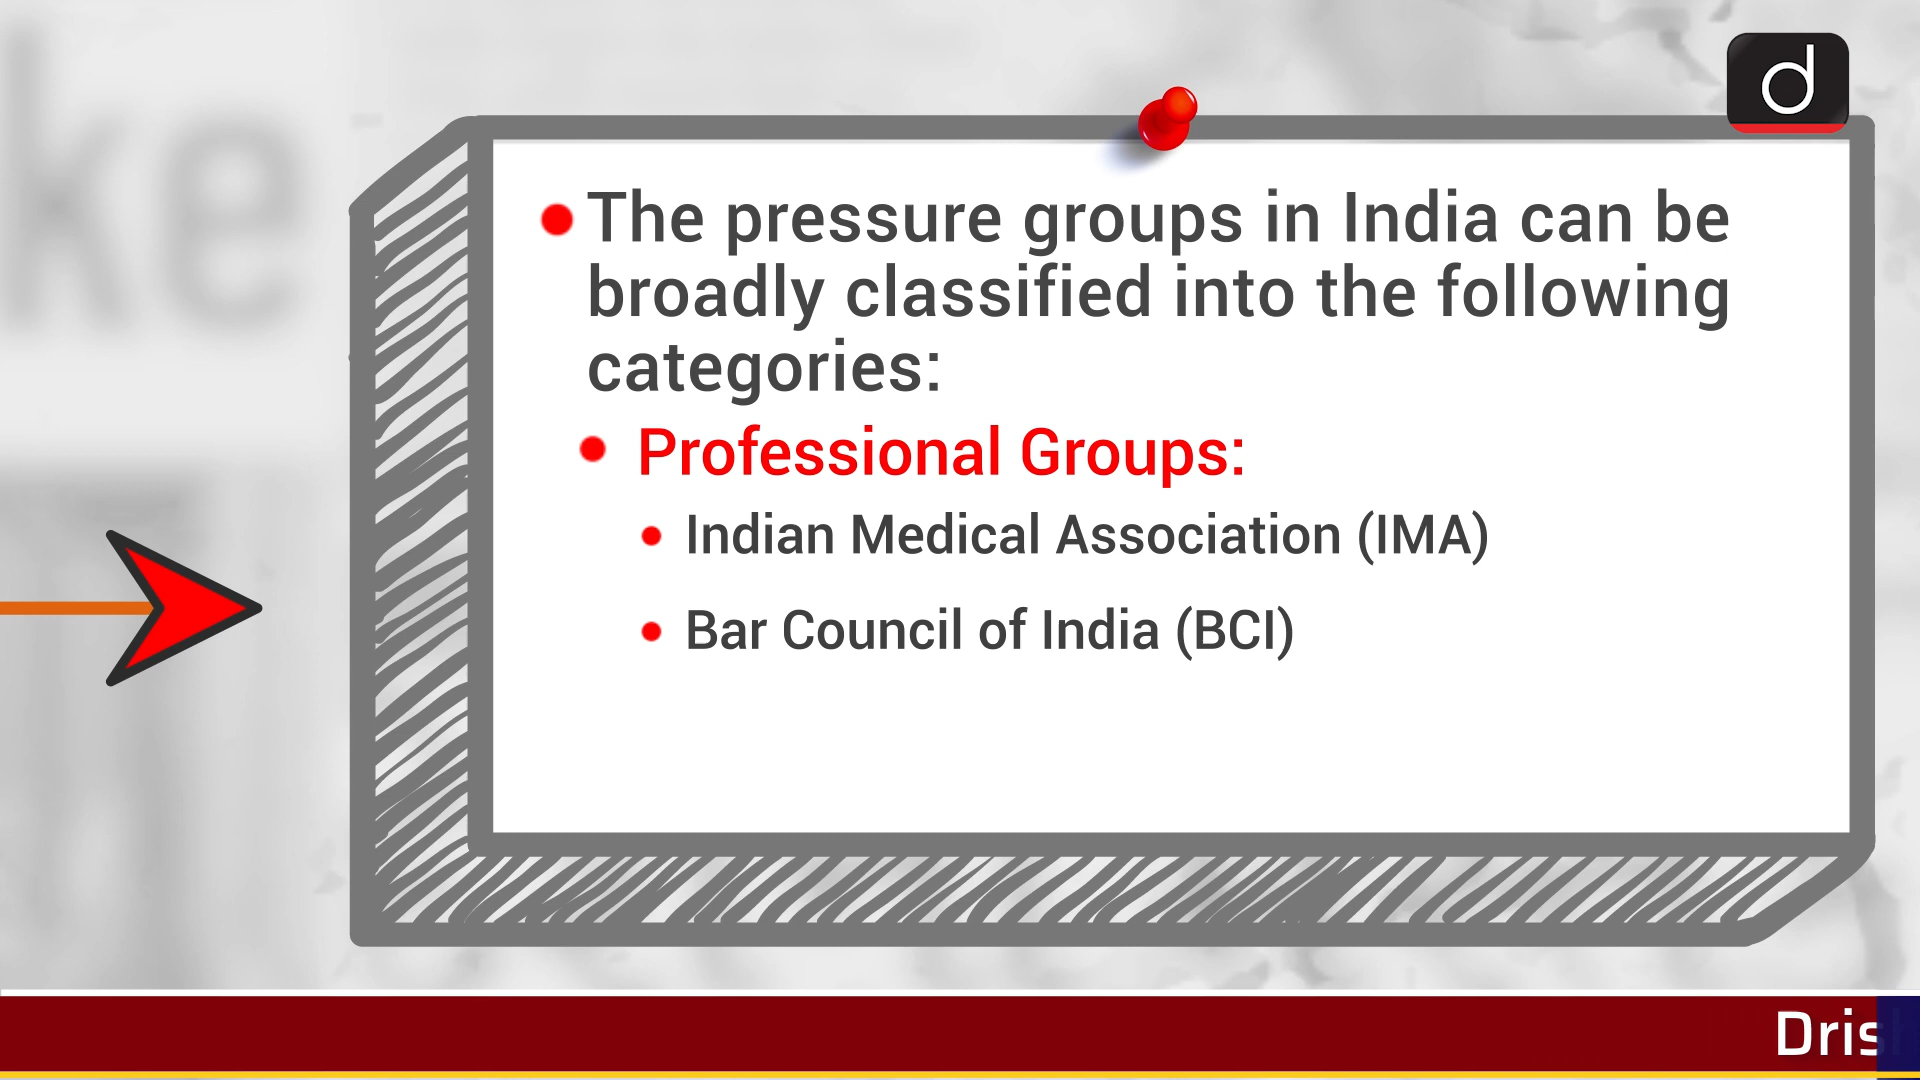 ke
d
The pressure groups in India can be
broadly classified into the following
categories:
Professional Groups:
Indian Medical Association (IMA)
Bar Council of India (BCI)
Dris